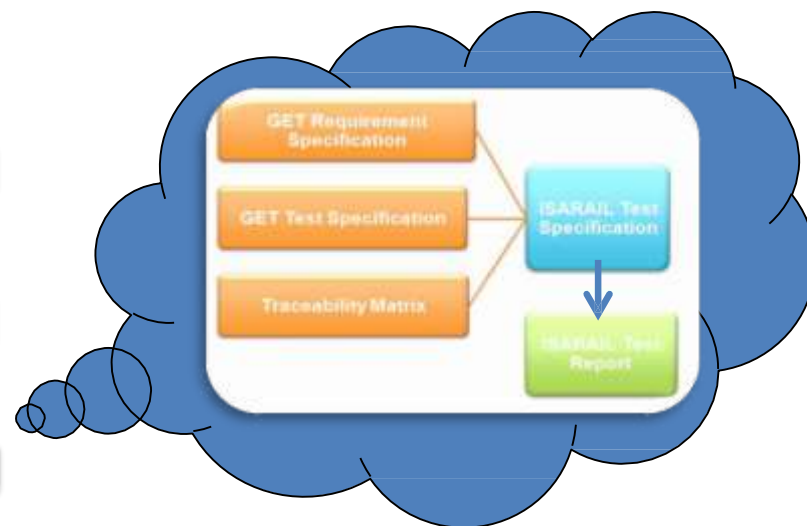 GET Requirement
Specification
GET Test Specification
Traceability Matrix
ISARAIL Test
Specification
ISARAIL Test
Report